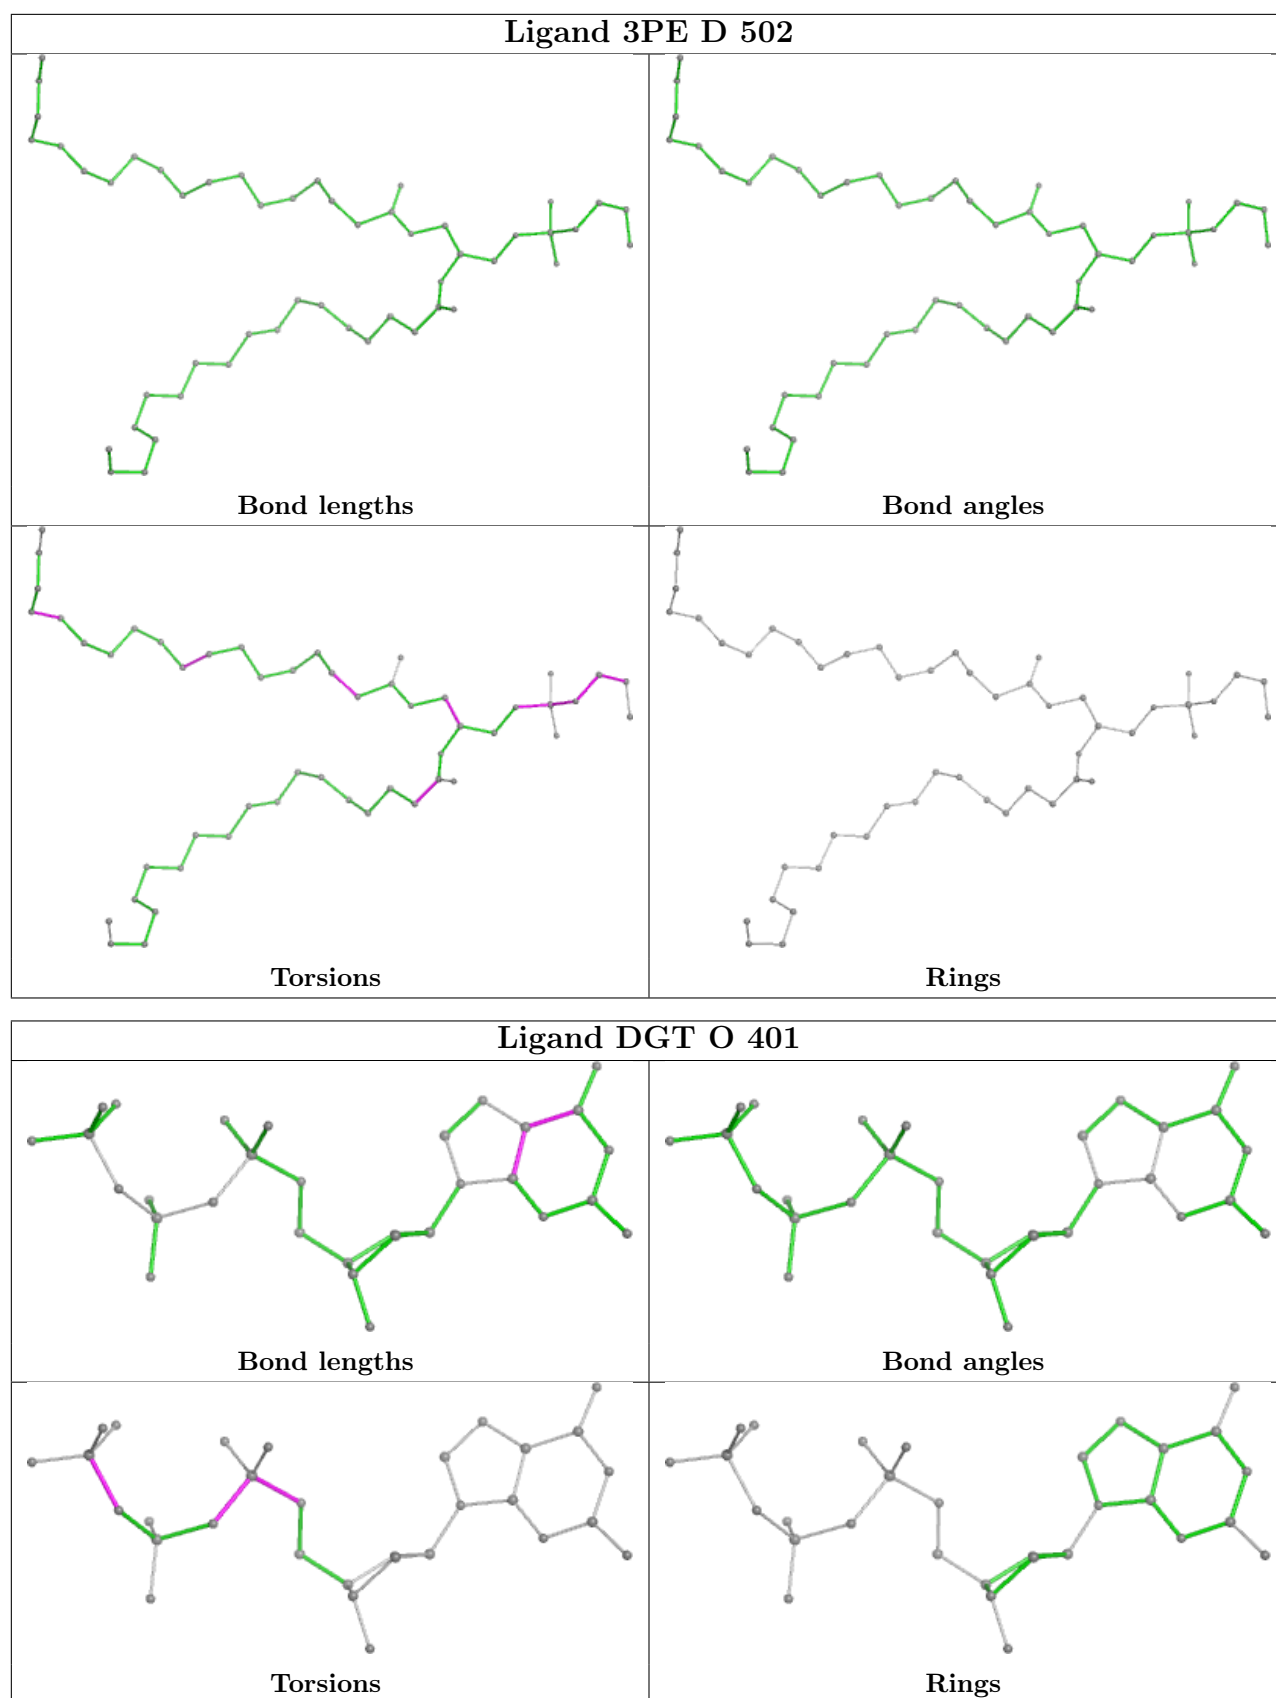 Ligand 3PE D 502
Bond lengths
Bond angles
Torsions
Rings
Ligand DGT O 401
Bond lengths
Bond angles
Torsions
Rings